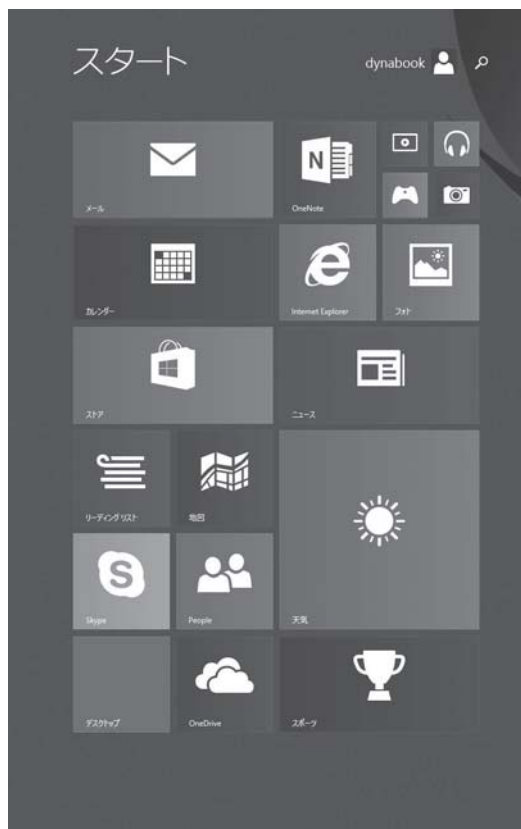 スタート
dynabook
メール
OneNote
カレンダー
Internet Explorer
フォト
ストア
ニュース
リーディング リスト
地図
天気
Skype
People
デスクトップ
OneDrive
スポーツ